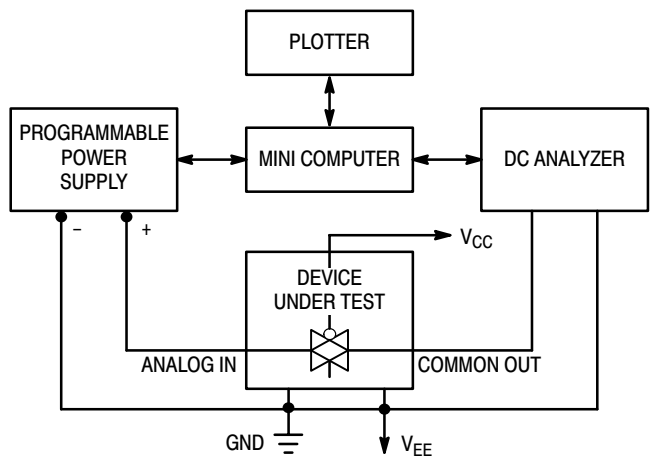 PLOTTER
PROGRAMMABLE
POWER
SUPPLY
MINI COMPUTER
DC ANALYZER
– +
V_CC
DEVICE
UNDER TEST
ANALOG IN
COMMON OUT
GND
V_EE